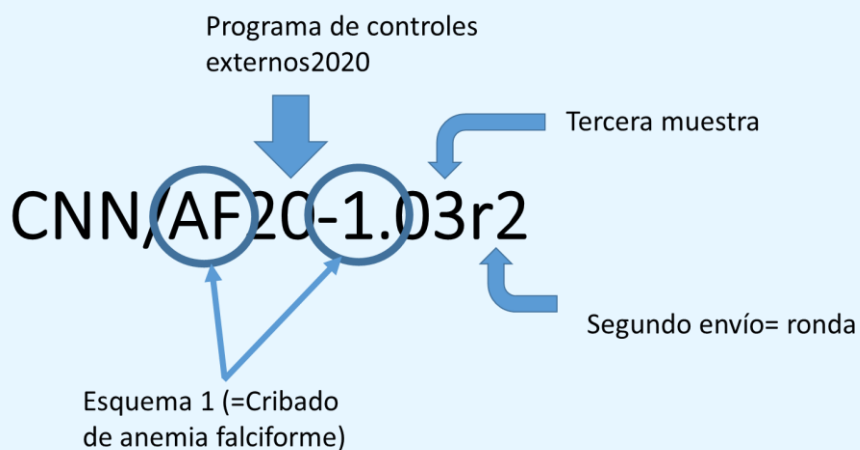 Programa de controles
externos2020
Tercera muestra
CNN/AF20-1.03r2
Segundo envío= ronda
Esquema 1 (=Cribado
de anemia falciforme)